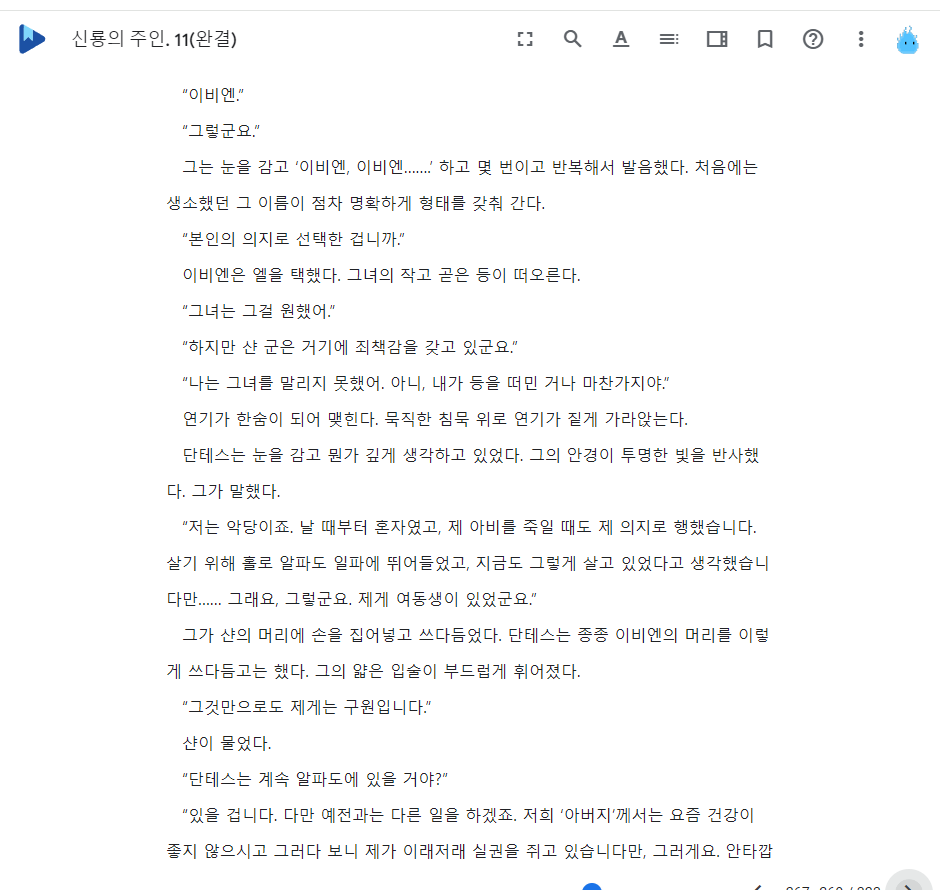 신룡의 주인. 11(완결)
“이비엔.”
“그렇군요.”
그는 눈을 감고 ‘이비엔, 이비엔…….’ 하고 몇 번이고 반복해서 발음했다. 처음에는
생소했던 그 이름이 점차 명확하게 형태를 갖춰 간다.
“본인의 의지로 선택한 겁니까.”
이비엔은 엘을 택했다. 그녀의 작고 곧은 등이 떠오른다.
“그녀는 그걸 원했어.”
“하지만 샨 군은 거기에 죄책감을 갖고 있군요.”
“나는 그녀를 말리지 못했어. 아니, 내가 등을 떠민 거나 마찬가지야.”
연기가 한숨이 되어 맺힌다. 묵직한 침묵 위로 연기가 짙게 가라앉는다.
단테스는 눈을 감고 뭔가 깊게 생각하고 있었다. 그의 안경이 투명한 빛을 반사했
다. 그가 말했다.
“저는 악당이죠. 날 때부터 혼자였고, 제 아비를 죽일 때도 제 의지로 행했습니다.
살기 위해 홀로 알파도 일파에 뛰어들었고, 지금도 그렇게 살고 있었다고 생각했습니
다만…… 그래요, 그렇군요. 제게 여동생이 있었군요.”
그가 샨의 머리에 손을 집어넣고 쓰다듬었다. 단테스는 종종 이비엔의 머리를 이렇
게 쓰다듬고는 했다. 그의 얇은 입술이 부드럽게 휘어졌다.
“그것만으로도 제게는 구원입니다.”
샨이 물었다.
“단테스는 계속 알파도에 있을 거야?”
“있을 겁니다. 다만 예전과는 다른 일을 하겠죠. 저희 ‘아버지’께서는 요즘 건강이
좋지 않으시고 그러다 보니 제가 이래저래 실권을 쥐고 있습니다만, 그러게요. 안타깝